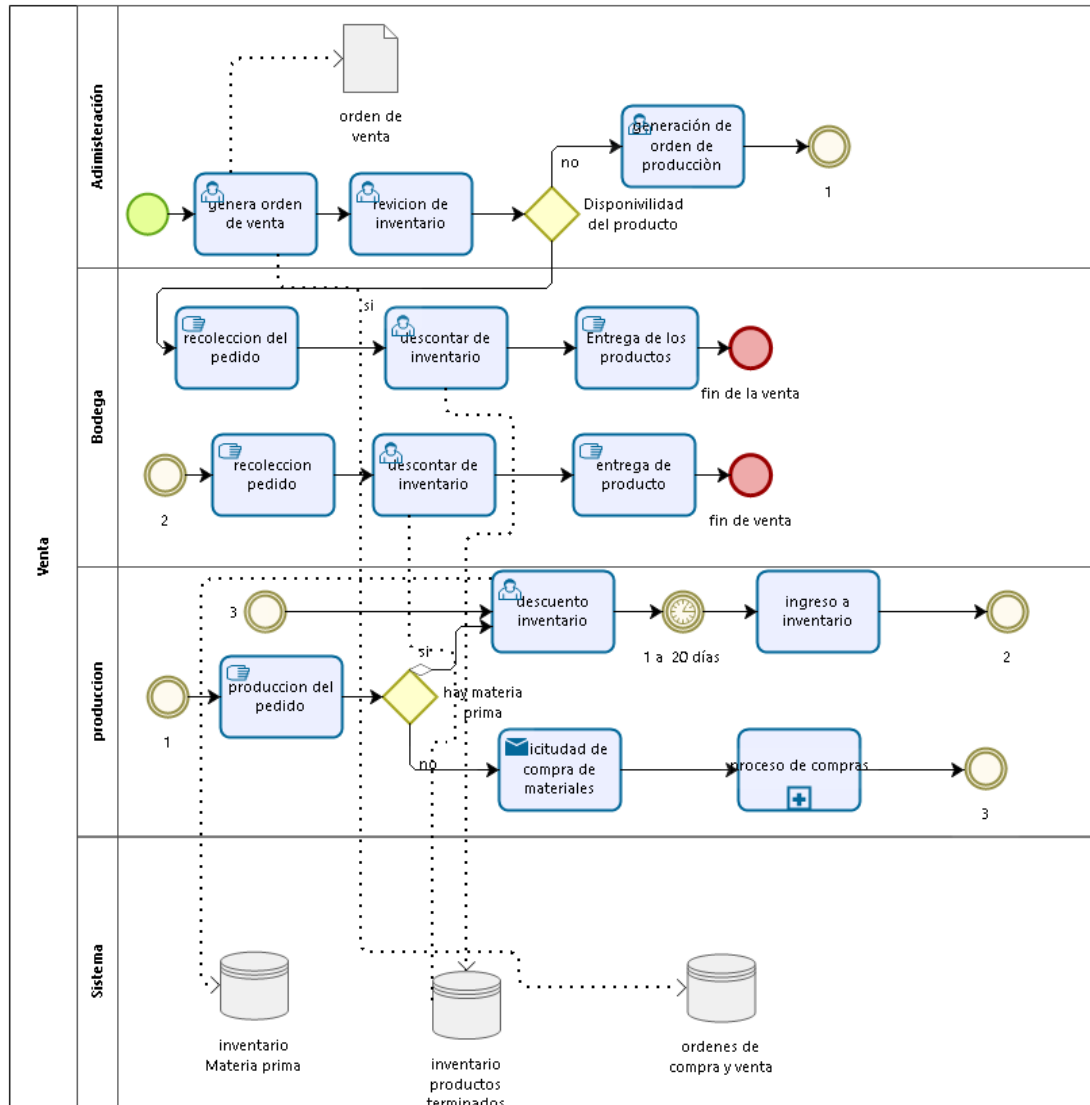 Venta
Adimisteración
orden de
venta
genera orden
de venta
revicion de
inventario
Disponivilidad
del producto
no
generación de
orden de
producciòn
1
si
Bodega
recoleccion del
pedido
descontar de
inventario
Entrega de los
productos
fin de la venta
2
recoleccion
pedido
descontar de
inventario
entrega de
producto
fin de venta
produccion
3
descuento
inventario
1 a 20 días
ingreso a
inventario
2
si
1
produccion del
pedido
hay materia
prima
no
icitudad de
compra de
materiales
proceso de compras
3
Sistema
inventario
Materia prima
inventario
productos
terminados
ordenes de
compra y venta